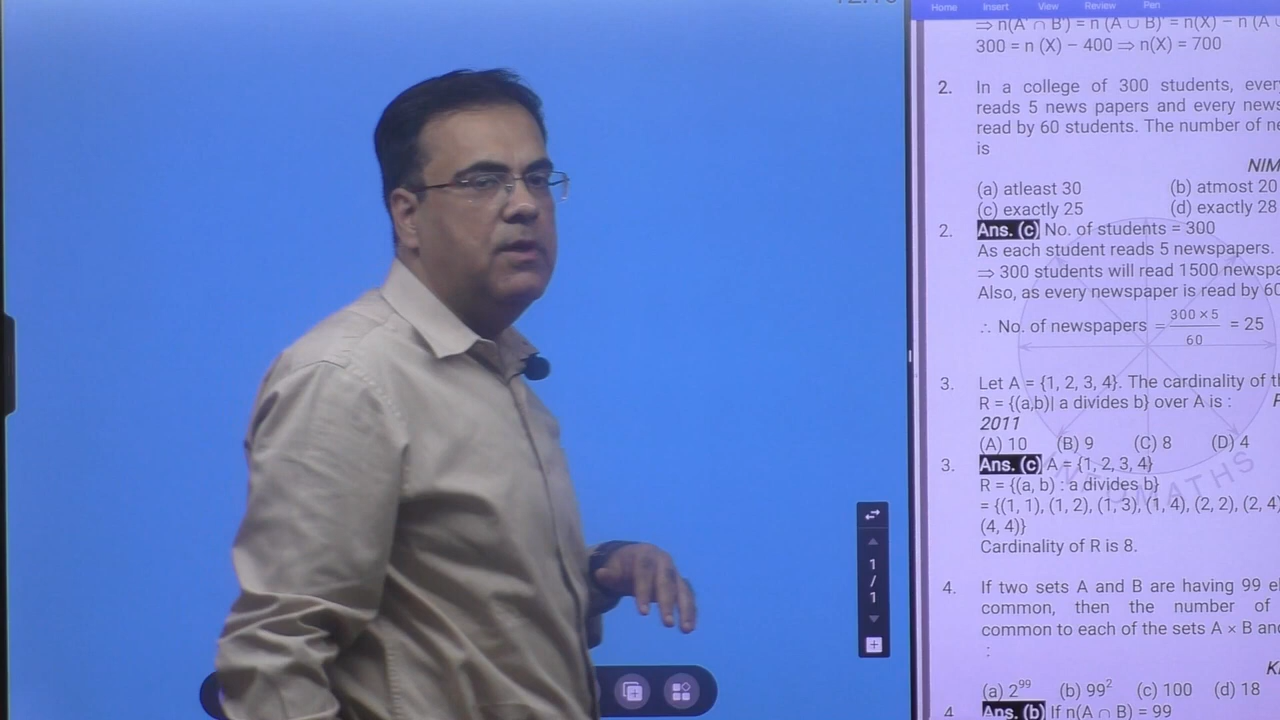 Home Insert View Review Pen
⇒ n(A' ∩ B') = n (A ∪ B)' = n(X) − n (A ∪
300 = n (X) − 400 ⇒ n(X) = 700
2. In a college of 300 students, ever
reads 5 news papers and every news
read by 60 students. The number of ne
is
NIM
(a) atleast 30 (b) atmost 20
(c) exactly 25 (d) exactly 28
2. Ans. (c) No. of students = 300
As each student reads 5 newspapers.
⇒ 300 students will read 1500 newspa
Also, as every newspaper is read by 60
∴ No. of newspapers = 300 × 5 / 60 = 25
3. Let A = {1, 2, 3, 4}. The cardinality of th
R = {(a,b)| a divides b} over A is :
2011
(A) 10 (B) 9 (C) 8 (D) 4
3. Ans. (c) A = {1, 2, 3, 4}
R = {(a, b) : a divides b}
= {(1, 1), (1, 2), (1, 3), (1, 4), (2, 2), (2, 4)
(4, 4)}
Cardinality of R is 8.
4. If two sets A and B are having 99 el
common, then the number of
common to each of the sets A × B and
:
(a) 2⁹⁹ (b) 99² (c) 100 (d) 18
4 Ans. (b) If n(A ∩ B) = 99
MATHS
1
/
1